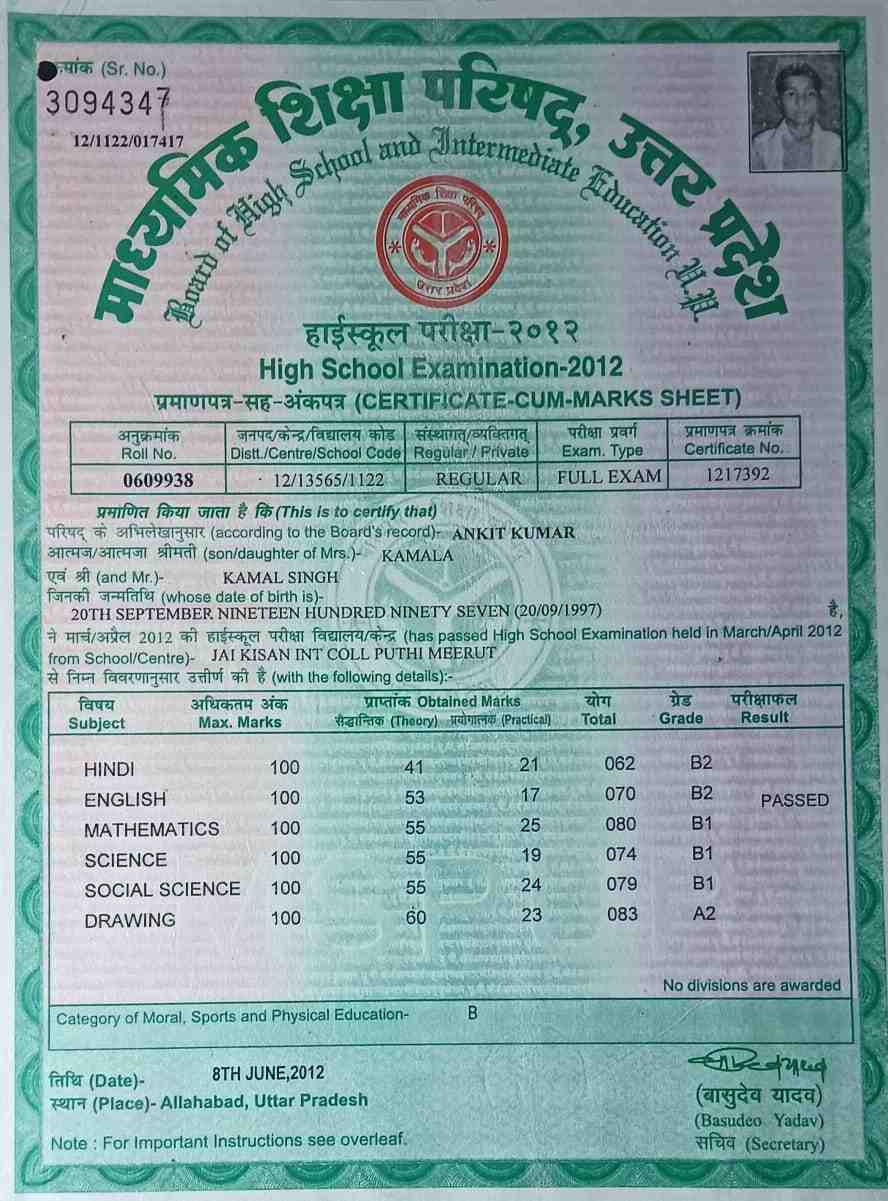 क्रमांक (Sr. No.)
3094347
12/1122/017417
माध्यमिक शिक्षा परिषद्, उत्तर प्रदेश
Board of High School and Intermediate Education U.P.
माध्यमिक शिक्षा परिषद्
उत्तर प्रदेश
हाईस्कूल परीक्षा-२०१२
High School Examination-2012
प्रमाणपत्र-सह-अंकपत्र (CERTIFICATE-CUM-MARKS SHEET)
अनुक्रमांक जनपद/केन्द्र/विद्यालय कोड संस्थागत/व्यक्तिगत परीक्षा प्रवर्ग प्रमाणपत्र क्रमांक
Roll No. Distt./Centre/School Code Regular / Private Exam. Type Certificate No.
0609938 12/13565/1122 REGULAR FULL EXAM 1217392
प्रमाणित किया जाता है कि (This is to certify that)
परिषद् के अभिलेखानुसार (according to the Board's record)- ANKIT KUMAR
आत्मज/आत्मजा श्रीमती (son/daughter of Mrs.)- KAMALA
एवं श्री (and Mr.)- KAMAL SINGH
जिनकी जन्मतिथि (whose date of birth is)-
20TH SEPTEMBER NINETEEN HUNDRED NINETY SEVEN (20/09/1997) है,
ने मार्च/अप्रैल 2012 की हाईस्कूल परीक्षा विद्यालय/केन्द्र (has passed High School Examination held in March/April 2012
from School/Centre)- JAI KISAN INT COLL PUTHI MEERUT
से निम्न विवरणानुसार उत्तीर्ण की है (with the following details):-
विषय अधिकतम अंक प्राप्तांक Obtained Marks योग ग्रेड परीक्षाफल
Subject Max. Marks सैद्धान्तिक (Theory) प्रयोगात्मक (Practical) Total Grade Result
HINDI 100 41 21 062 B2
ENGLISH 100 53 17 070 B2 PASSED
MATHEMATICS 100 55 25 080 B1
SCIENCE 100 55 19 074 B1
SOCIAL SCIENCE 100 55 24 079 B1
DRAWING 100 60 23 083 A2
No divisions are awarded
Category of Moral, Sports and Physical Education- B
तिथि (Date)- 8TH JUNE,2012
स्थान (Place)- Allahabad, Uttar Pradesh
(बासुदेव यादव)
(Basudeo Yadav)
सचिव (Secretary)
Note : For Important Instructions see overleaf.